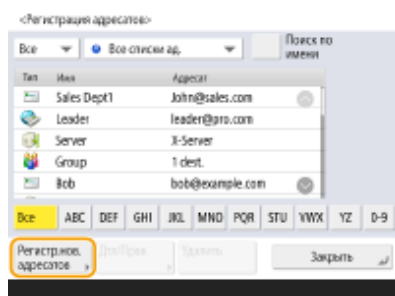 <Регистрация адресатов>
Все Все списки ад. Поиск по имени
Тип Имя Адресат
Sales Dept1 John@sales.com
Leader leader@pro.com
Server X-Server
Group 1 dest.
Bob bob@example.com
Все ABC DEF GHI JKL MNO PQR STU VWX YZ 0-9
Регистр.нов. адресатов Дет/Прав. Удалить Закрыть